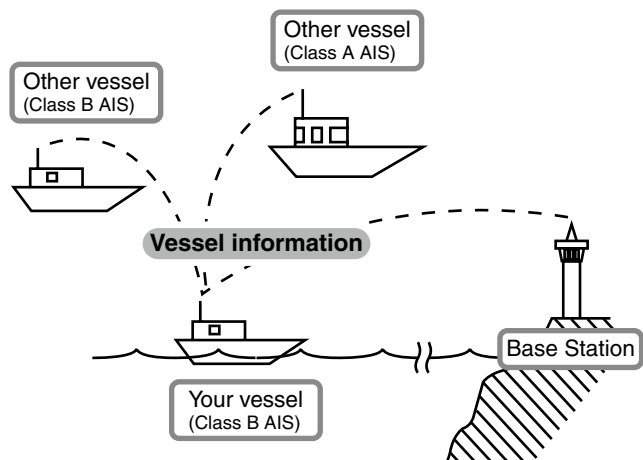 Other vessel
(Class A AIS)
Other vessel
(Class B AIS)
Vessel information
Base Station
Your vessel
(Class B AIS)